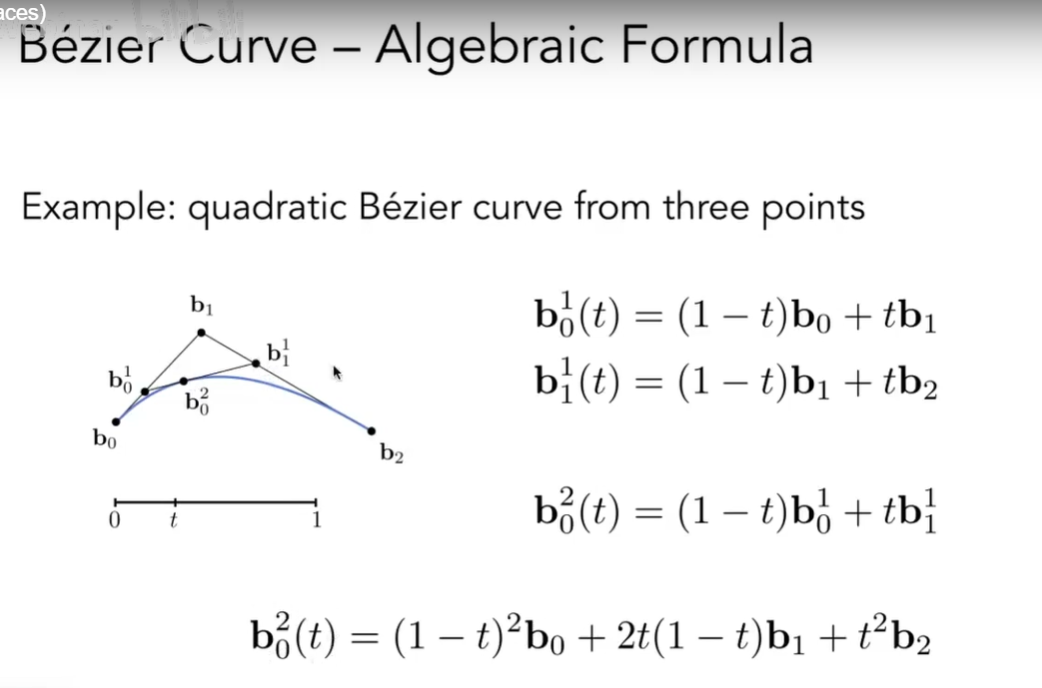 aces)
Bézier Curve – Algebraic Formula
Example: quadratic Bézier curve from three points
b₁
b₁¹
b₀¹
b₀²
b₀
b₂
0 t 1
b₀¹(t) = (1 − t)b₀ + tb₁
b₁¹(t) = (1 − t)b₁ + tb₂
b₀²(t) = (1 − t)b₀¹ + tb₁¹
b₀²(t) = (1 − t)²b₀ + 2t(1 − t)b₁ + t²b₂